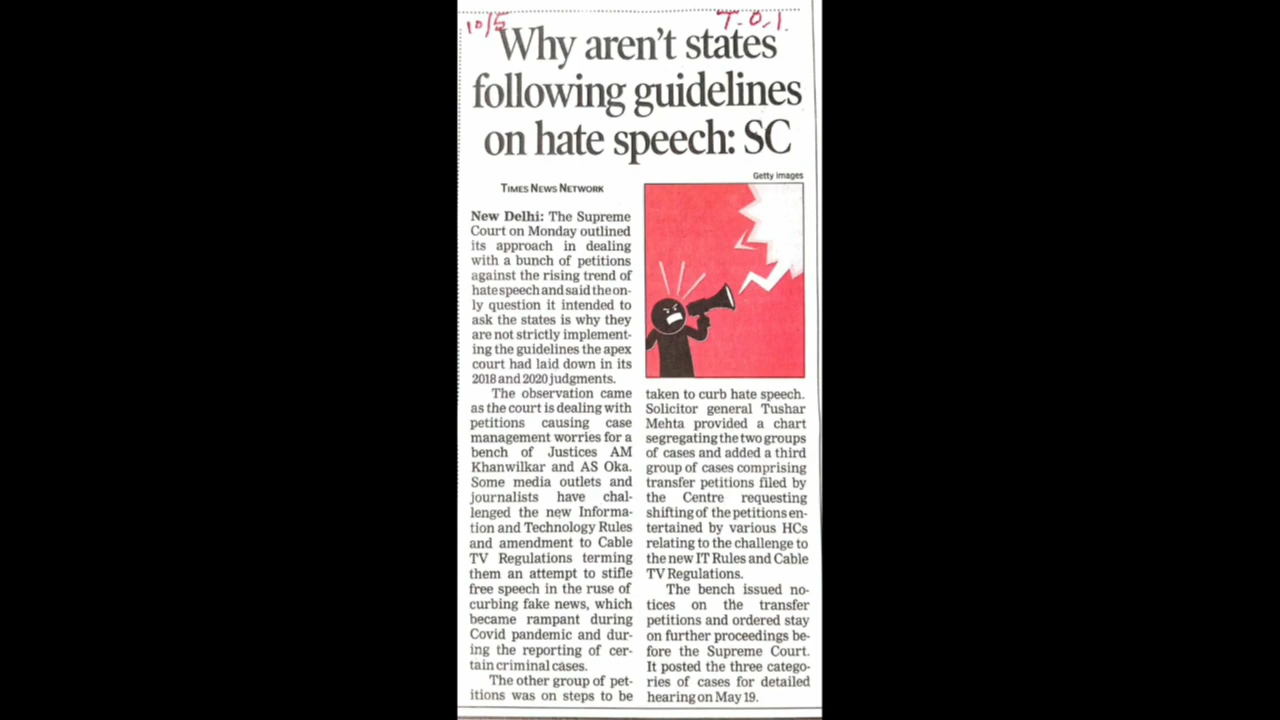 10/5 T.O.I.
Why aren't states
following guidelines
on hate speech: SC
Getty images
TIMES NEWS NETWORK
New Delhi: The Supreme
Court on Monday outlined
its approach in dealing
with a bunch of petitions
against the rising trend of
hate speech and said the on-
ly question it intended to
ask the states is why they
are not strictly implement-
ing the guidelines the apex
court had laid down in its
2018 and 2020 judgments.
The observation came
as the court is dealing with
petitions causing case
management worries for a
bench of Justices AM
Khanwilkar and AS Oka.
Some media outlets and
journalists have chal-
lenged the new Informa-
tion and Technology Rules
and amendment to Cable
TV Regulations terming
them an attempt to stifle
free speech in the ruse of
curbing fake news, which
became rampant during
Covid pandemic and dur-
ing the reporting of cer-
tain criminal cases.
The other group of pet-
itions was on steps to be
taken to curb hate speech.
Solicitor general Tushar
Mehta provided a chart
segregating the two groups
of cases and added a third
group of cases comprising
transfer petitions filed by
the Centre requesting
shifting of the petitions en-
tertained by various HCs
relating to the challenge to
the new IT Rules and Cable
TV Regulations.
The bench issued no-
tices on the transfer
petitions and ordered stay
on further proceedings be-
fore the Supreme Court.
It posted the three catego-
ries of cases for detailed
hearing on May 19.